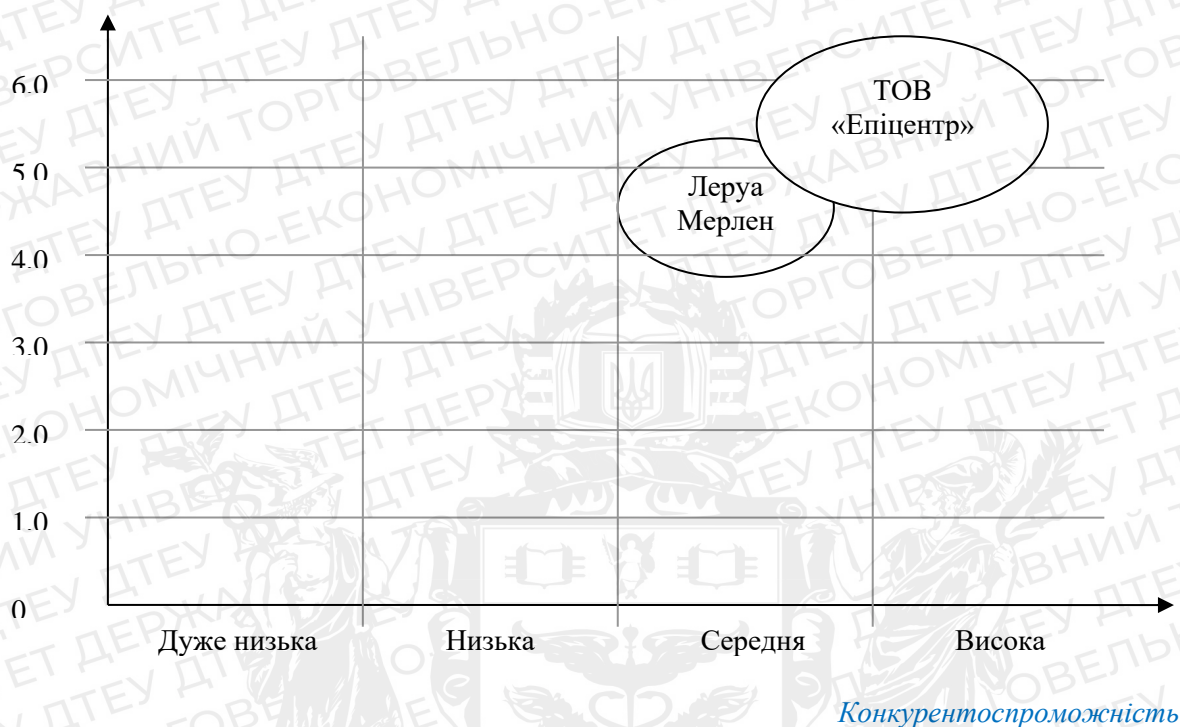 6.0
ТОВ
«Епіцентр»
5.0
Леруа
Мерлен
4.0
3.0
2.0
1.0
0
Дуже низька Низька Середня Висока
Конкурентоспроможність